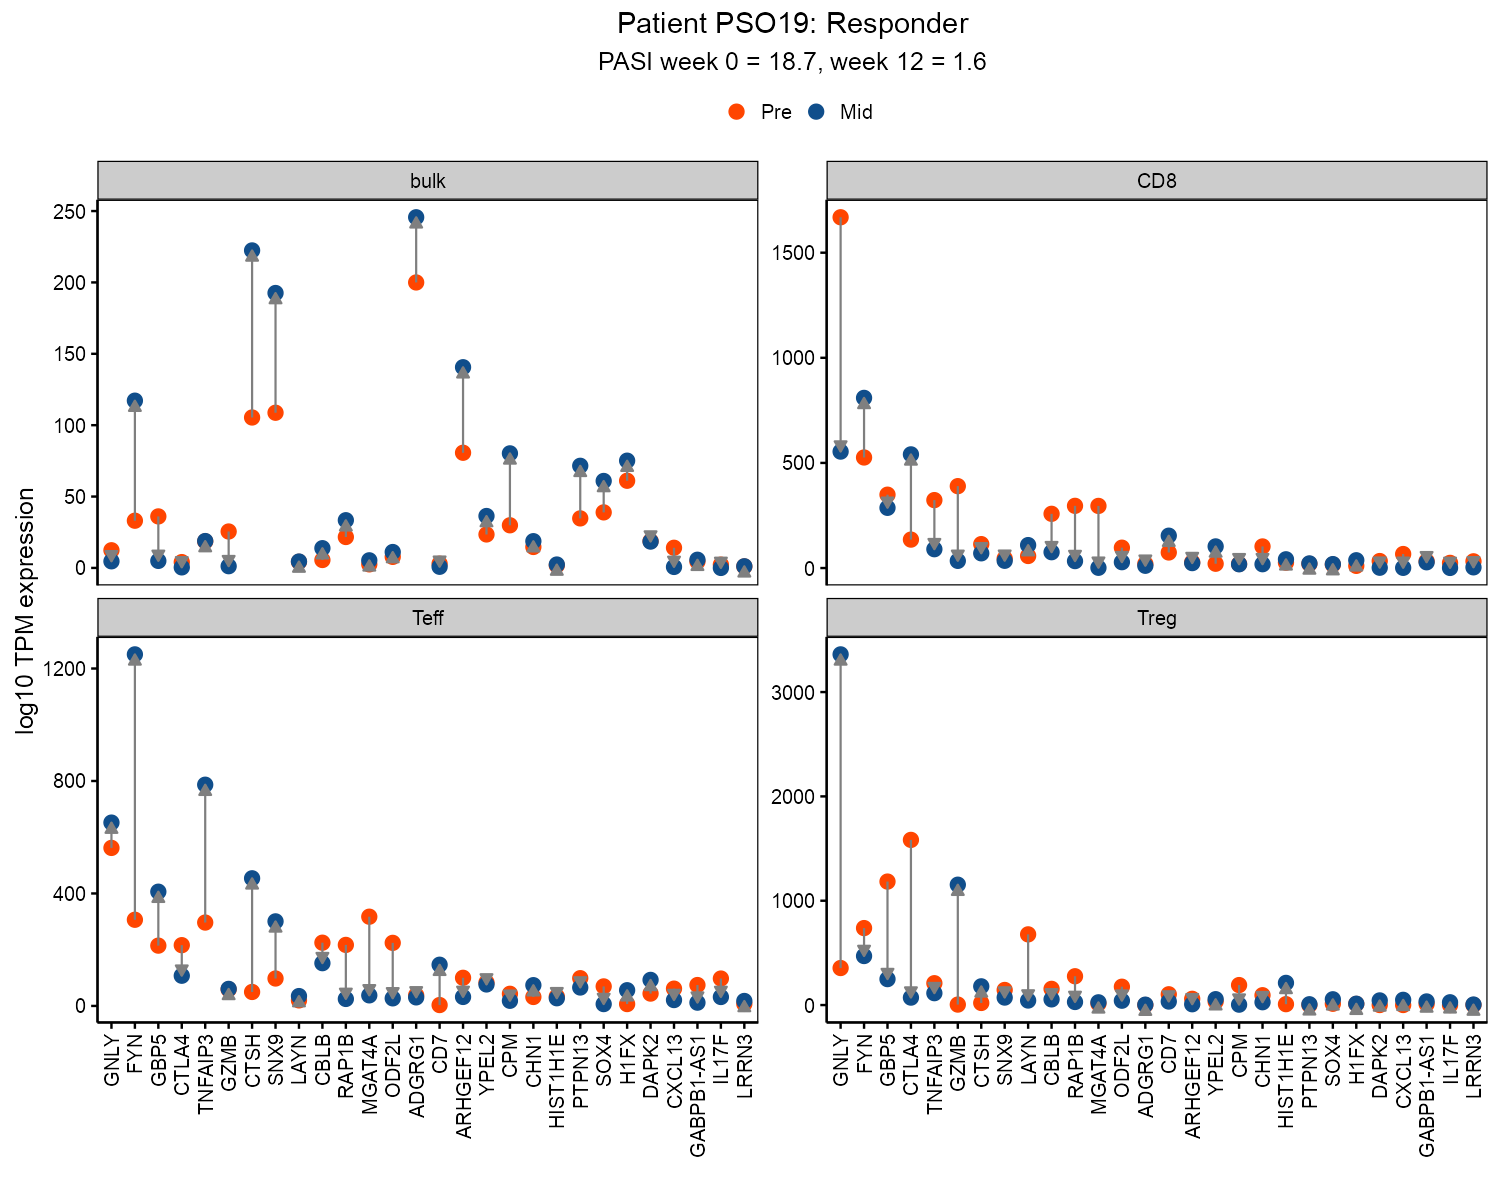 Patient PSO19: Responder
PASI week 0 = 18.7, week 12 = 1.6
Pre Mid
log10 TPM expression
bulk
250
200
150
100
50
0
CD8
1500
1000
500
0
Teff
1200
800
400
0
Treg
3000
2000
1000
0
GNLY
FYN
GBP5
CTLA4
TNFAIP3
GZMB
CTSH
SNX9
LAYN
CBLB
RAP1B
MGAT4A
ODF2L
ADGRG1
CD7
ARHGEF12
YPEL2
CPM
CHN1
HIST1H1E
PTPN13
SOX4
H1FX
DAPK2
CXCL13
GABPB1-AS1
IL17F
LRRN3
GNLY
FYN
GBP5
CTLA4
TNFAIP3
GZMB
CTSH
SNX9
LAYN
CBLB
RAP1B
MGAT4A
ODF2L
ADGRG1
CD7
ARHGEF12
YPEL2
CPM
CHN1
HIST1H1E
PTPN13
SOX4
H1FX
DAPK2
CXCL13
GABPB1-AS1
IL17F
LRRN3